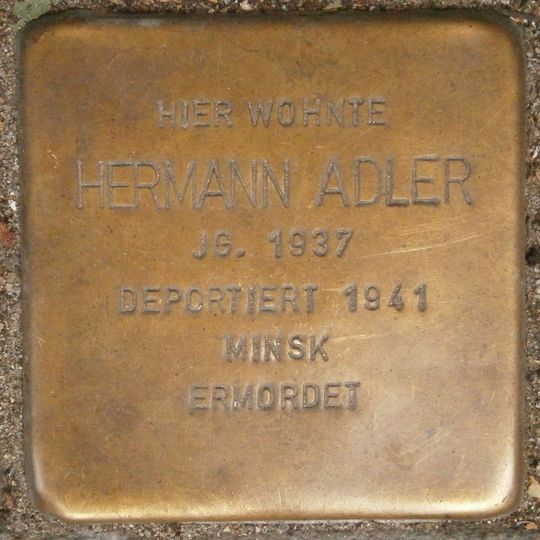 HIER WOHNTE
HERMANN ADLER
JG. 1937
DEPORTIERT 1941
MINSK
ERMORDET